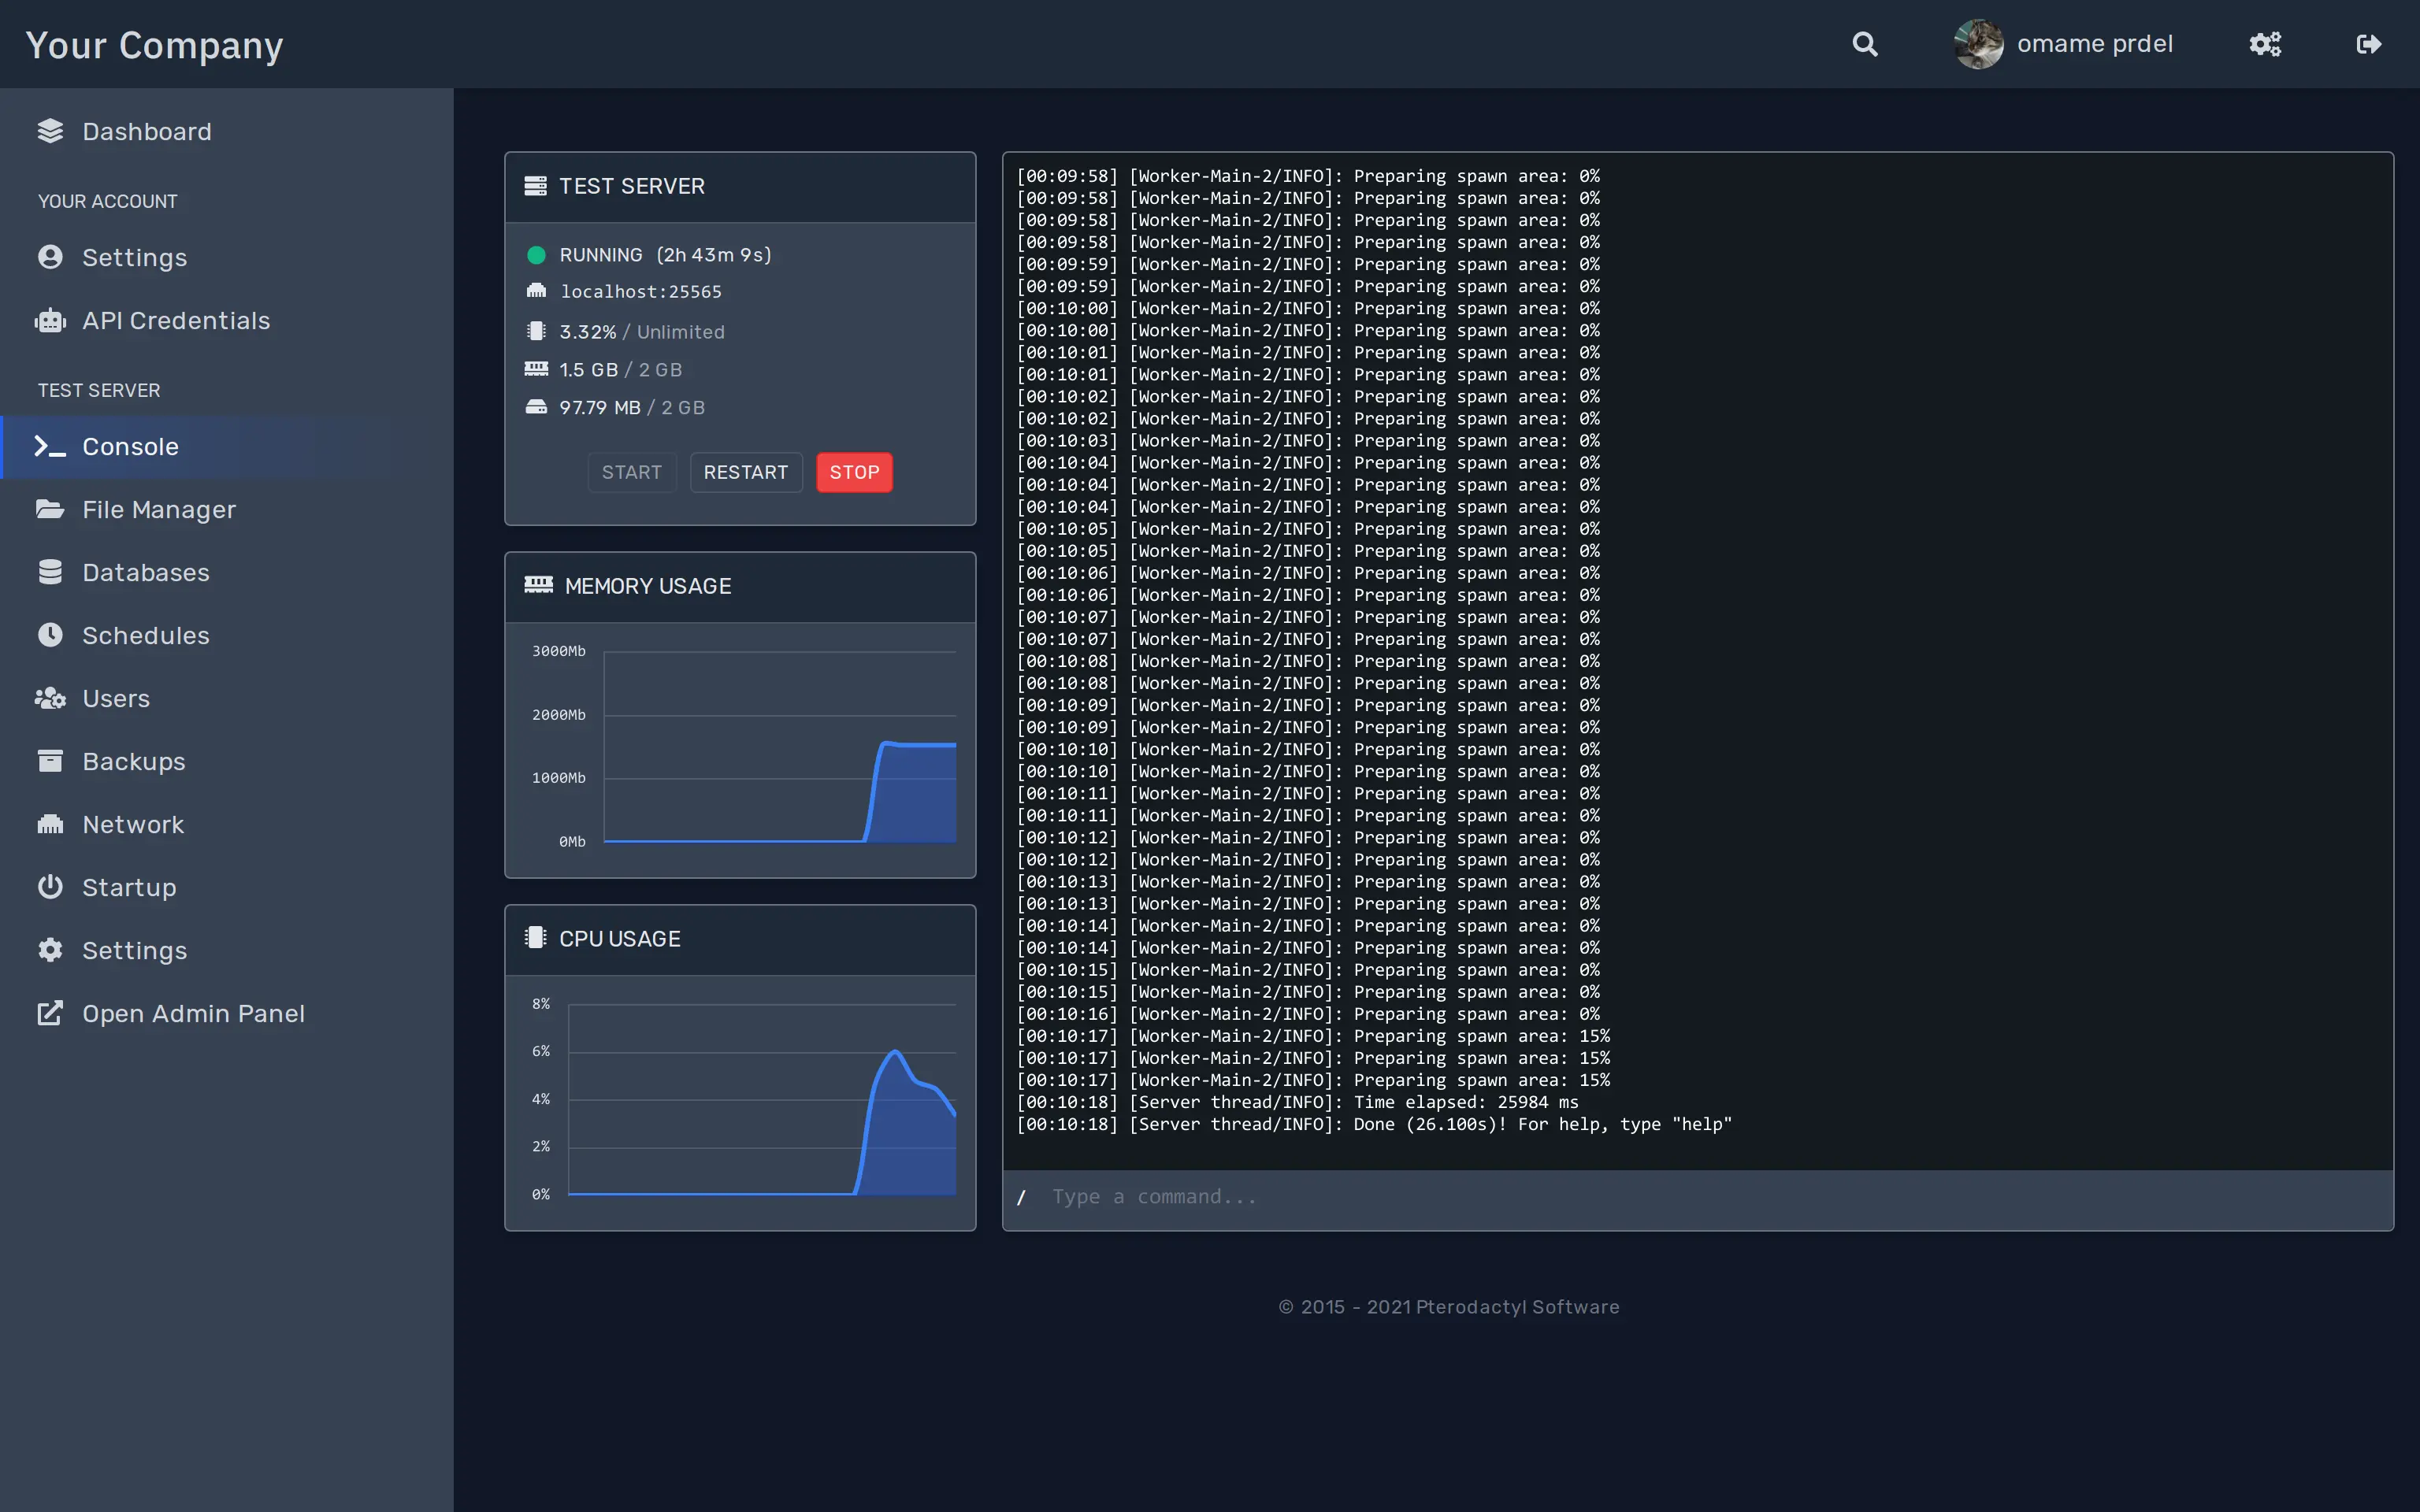 Your Company
omame prdel
Dashboard
YOUR ACCOUNT
Settings
API Credentials
TEST SERVER
Console
File Manager
Databases
Schedules
Users
Backups
Network
Startup
Settings
Open Admin Panel
TEST SERVER
RUNNING (2h 43m 9s)
localhost:25565
3.32% / Unlimited
1.5 GB / 2 GB
97.79 MB / 2 GB
START RESTART STOP
MEMORY USAGE
3000Mb
2000Mb
1000Mb
0Mb
CPU USAGE
8%
6%
4%
2%
0%
[00:09:58] [Worker-Main-2/INFO]: Preparing spawn area: 0%
[00:09:58] [Worker-Main-2/INFO]: Preparing spawn area: 0%
[00:09:58] [Worker-Main-2/INFO]: Preparing spawn area: 0%
[00:09:58] [Worker-Main-2/INFO]: Preparing spawn area: 0%
[00:09:59] [Worker-Main-2/INFO]: Preparing spawn area: 0%
[00:09:59] [Worker-Main-2/INFO]: Preparing spawn area: 0%
[00:10:00] [Worker-Main-2/INFO]: Preparing spawn area: 0%
[00:10:00] [Worker-Main-2/INFO]: Preparing spawn area: 0%
[00:10:01] [Worker-Main-2/INFO]: Preparing spawn area: 0%
[00:10:01] [Worker-Main-2/INFO]: Preparing spawn area: 0%
[00:10:02] [Worker-Main-2/INFO]: Preparing spawn area: 0%
[00:10:02] [Worker-Main-2/INFO]: Preparing spawn area: 0%
[00:10:03] [Worker-Main-2/INFO]: Preparing spawn area: 0%
[00:10:04] [Worker-Main-2/INFO]: Preparing spawn area: 0%
[00:10:04] [Worker-Main-2/INFO]: Preparing spawn area: 0%
[00:10:04] [Worker-Main-2/INFO]: Preparing spawn area: 0%
[00:10:05] [Worker-Main-2/INFO]: Preparing spawn area: 0%
[00:10:05] [Worker-Main-2/INFO]: Preparing spawn area: 0%
[00:10:06] [Worker-Main-2/INFO]: Preparing spawn area: 0%
[00:10:06] [Worker-Main-2/INFO]: Preparing spawn area: 0%
[00:10:07] [Worker-Main-2/INFO]: Preparing spawn area: 0%
[00:10:07] [Worker-Main-2/INFO]: Preparing spawn area: 0%
[00:10:08] [Worker-Main-2/INFO]: Preparing spawn area: 0%
[00:10:08] [Worker-Main-2/INFO]: Preparing spawn area: 0%
[00:10:09] [Worker-Main-2/INFO]: Preparing spawn area: 0%
[00:10:09] [Worker-Main-2/INFO]: Preparing spawn area: 0%
[00:10:10] [Worker-Main-2/INFO]: Preparing spawn area: 0%
[00:10:10] [Worker-Main-2/INFO]: Preparing spawn area: 0%
[00:10:11] [Worker-Main-2/INFO]: Preparing spawn area: 0%
[00:10:11] [Worker-Main-2/INFO]: Preparing spawn area: 0%
[00:10:12] [Worker-Main-2/INFO]: Preparing spawn area: 0%
[00:10:12] [Worker-Main-2/INFO]: Preparing spawn area: 0%
[00:10:13] [Worker-Main-2/INFO]: Preparing spawn area: 0%
[00:10:13] [Worker-Main-2/INFO]: Preparing spawn area: 0%
[00:10:14] [Worker-Main-2/INFO]: Preparing spawn area: 0%
[00:10:14] [Worker-Main-2/INFO]: Preparing spawn area: 0%
[00:10:15] [Worker-Main-2/INFO]: Preparing spawn area: 0%
[00:10:15] [Worker-Main-2/INFO]: Preparing spawn area: 0%
[00:10:16] [Worker-Main-2/INFO]: Preparing spawn area: 0%
[00:10:17] [Worker-Main-2/INFO]: Preparing spawn area: 15%
[00:10:17] [Worker-Main-2/INFO]: Preparing spawn area: 15%
[00:10:17] [Worker-Main-2/INFO]: Preparing spawn area: 15%
[00:10:18] [Server thread/INFO]: Time elapsed: 25984 ms
[00:10:18] [Server thread/INFO]: Done (26.100s)! For help, type "help"
/ Type a command...
© 2015 - 2021 Pterodactyl Software